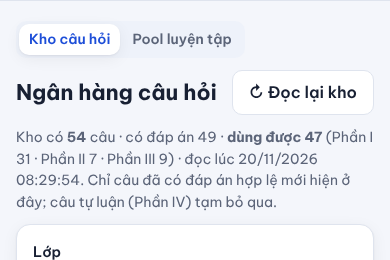 Kho câu hỏi Pool luyện tập
Ngân hàng câu hỏi ↻ Đọc lại kho
Kho có 54 câu · có đáp án 49 · dùng được 47 (Phần I
31 · Phần II 7 · Phần III 9) · đọc lúc 20/11/2026
08:29:54. Chỉ câu đã có đáp án hợp lệ mới hiện ở
đây; câu tự luận (Phần IV) tạm bỏ qua.
Lớp